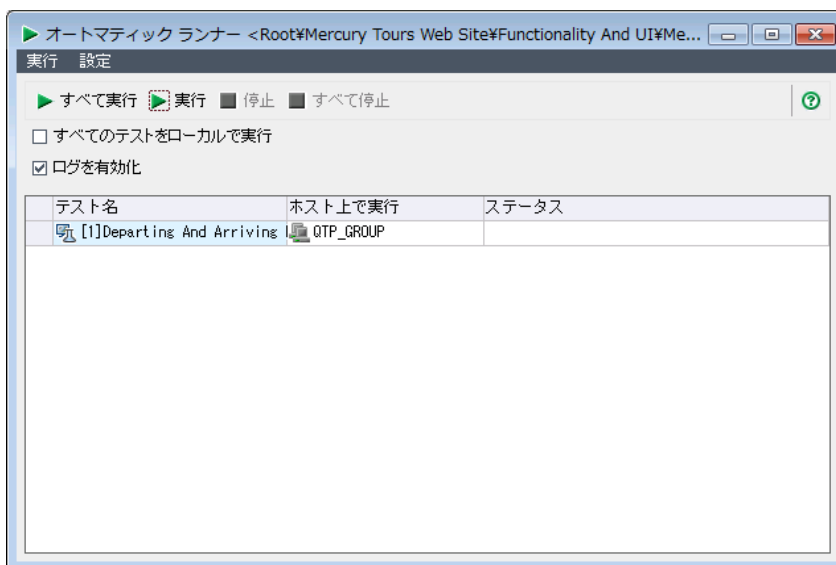 オートマティック ランナー <Root¥Mercury Tours Web Site¥Functionality And UI¥Me...
実行 設定
すべて実行 実行 停止 すべて停止
すべてのテストをローカルで実行
ログを有効化
テスト名 ホスト上で実行 ステータス
[1]Departing And Arriving QTP_GROUP